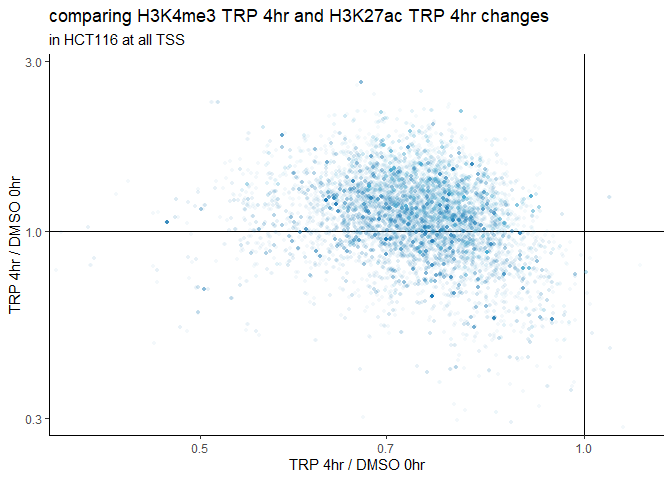 comparing H3K4me3 TRP 4hr and H3K27ac TRP 4hr changes
in HCT116 at all TSS
3.0
1.0
0.3
TRP 4hr / DMSO 0hr
0.5
0.7
1.0
TRP 4hr / DMSO 0hr